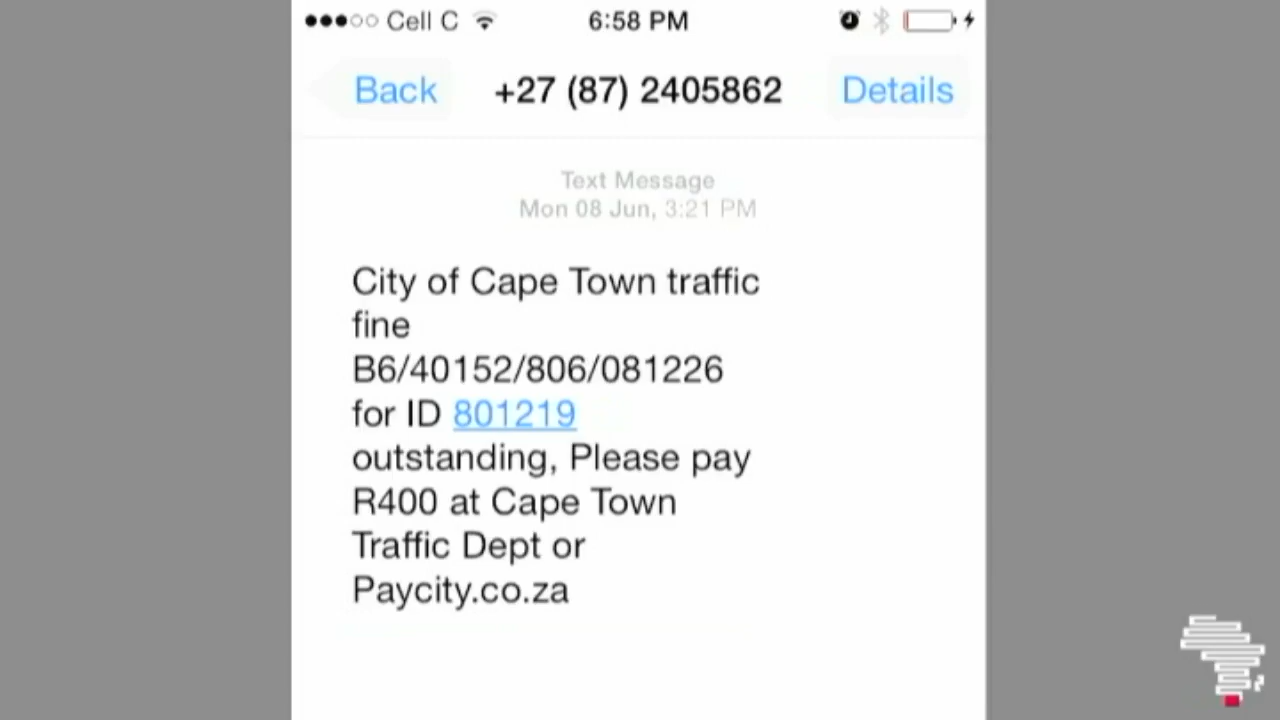 Cell C 6:58 PM
Back +27 (87) 2405862 Details
Text Message
Mon 08 Jun, 3:21 PM
City of Cape Town traffic
fine
B6/40152/806/081226
for ID 801219
outstanding, Please pay
R400 at Cape Town
Traffic Dept or
Paycity.co.za